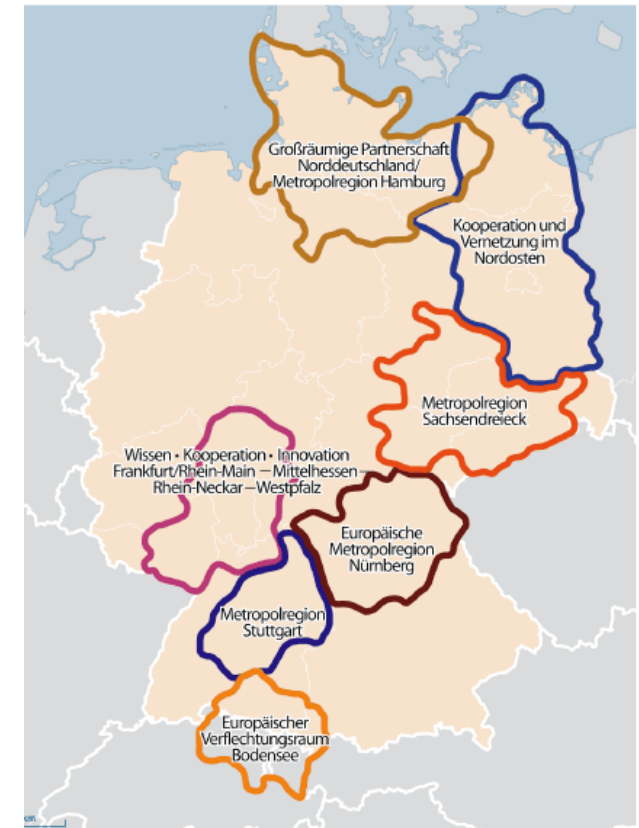 Großräumige Partnerschaft
Norddeutschland/
Metropolregion Hamburg
Kooperation und
Vernetzung im
Nordosten
Metropolregion
Sachsendreieck
Wissen • Kooperation • Innovation
Frankfurt/Rhein-Main – Mittelhessen –
Rhein-Neckar – Westpfalz
Europäische
Metropolregion
Nürnberg
Metropolregion
Stuttgart
Europäischer
Verflechtungsraum
Bodensee